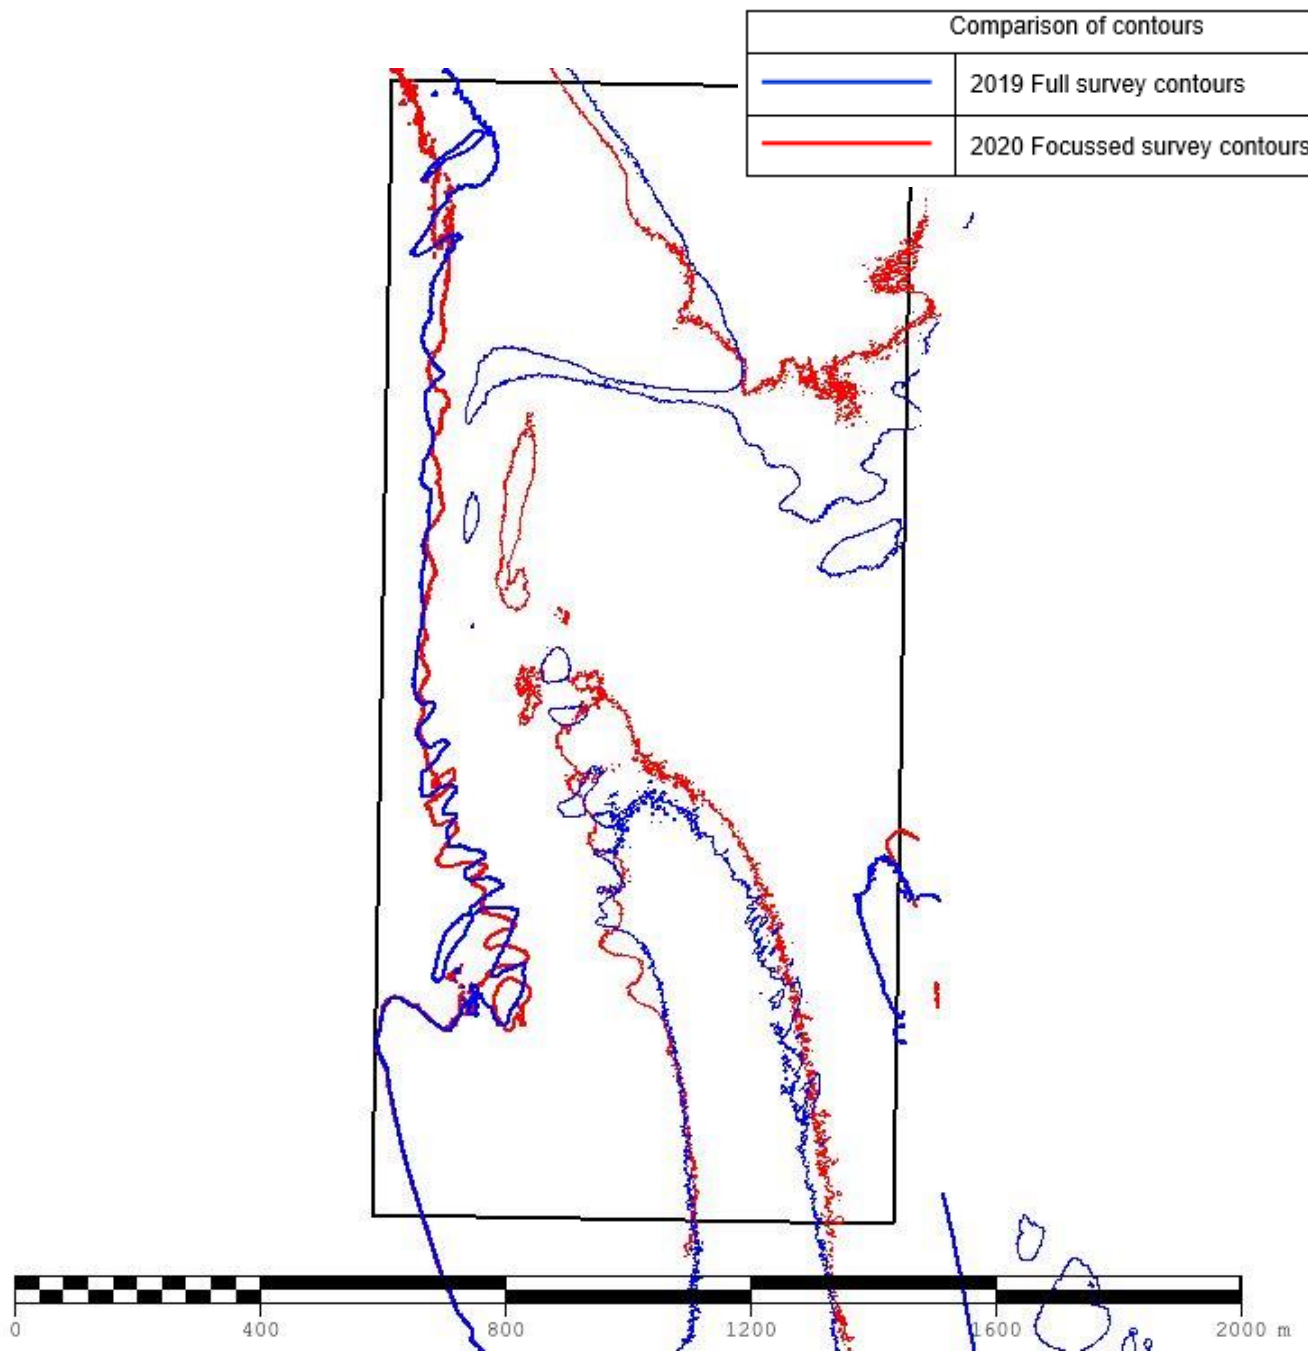 Comparison of contours
2019 Full survey contours
2020 Focussed survey contours
0 400 800 1200 1600 2000 m